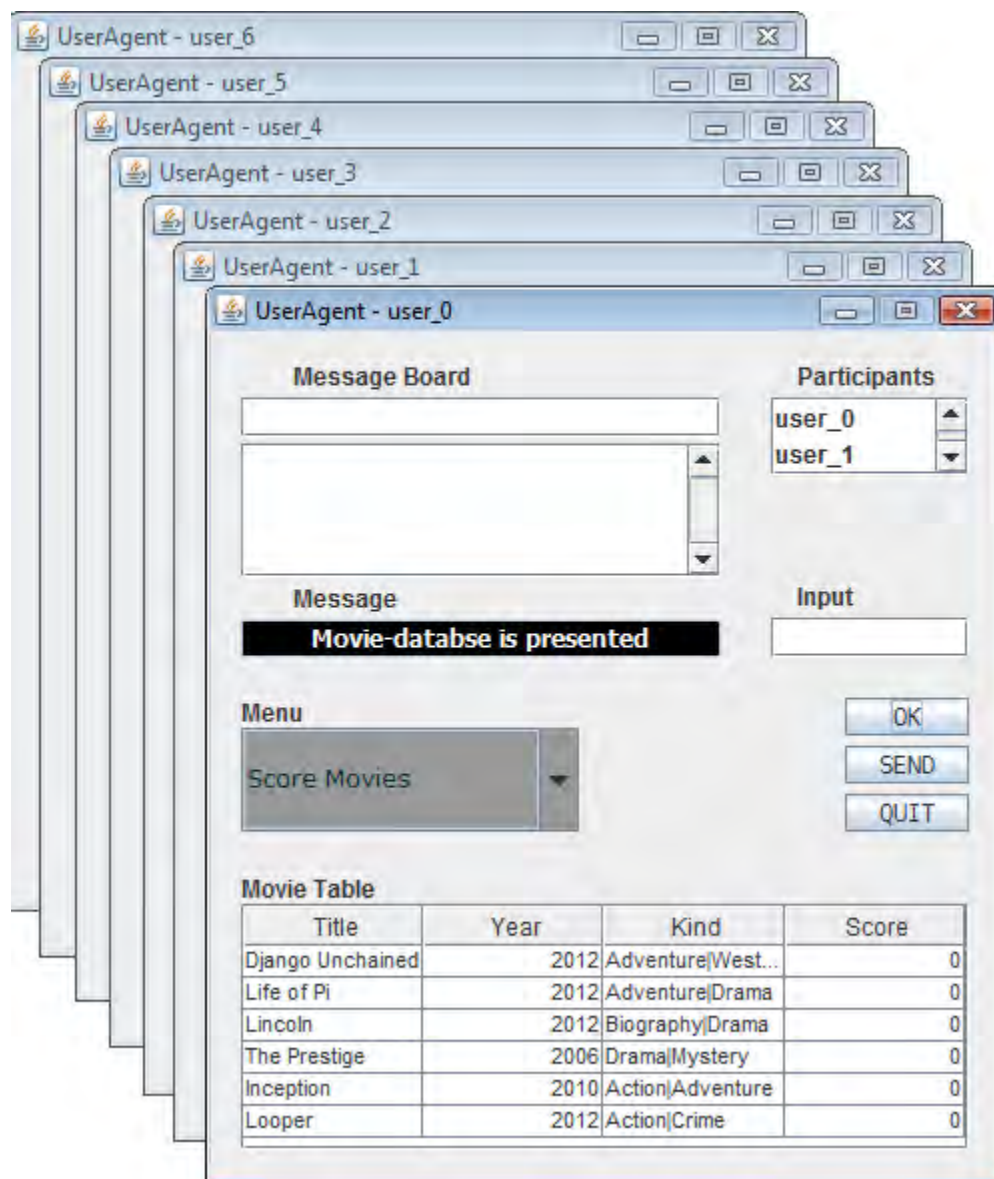 UserAgent - user_6
UserAgent - user_5
UserAgent - user_4
UserAgent - user_3
UserAgent - user_2
UserAgent - user_1
UserAgent - user_0
Message Board Participants
user_0
user_1
Message Input
Movie-databse is presented
Menu
OK
Score Movies
SEND
QUIT
Movie Table
Title Year Kind Score
Django Unchained 2012 Adventure|West... 0
Life of Pi 2012 Adventure|Drama 0
Lincoln 2012 Biography|Drama 0
The Prestige 2006 Drama|Mystery 0
Inception 2010 Action|Adventure 0
Looper 2012 Action|Crime 0